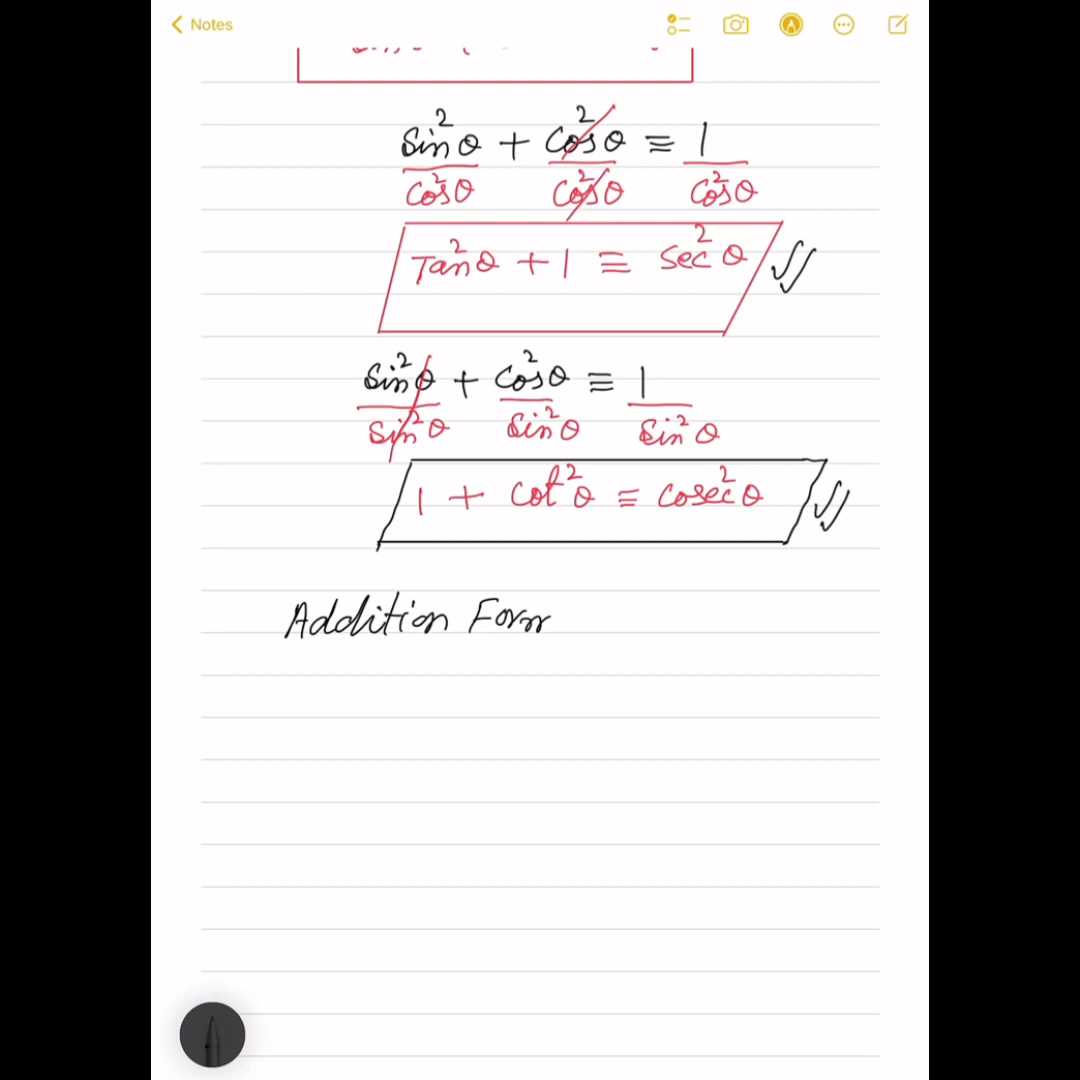 Notes
sin²θ + cos²θ ≡ 1
cos²θ cos²θ cos²θ
Tan²θ + 1 ≡ sec²θ
sin²θ + cos²θ ≡ 1
sin²θ sin²θ sin²θ
1 + cot²θ ≡ cosec²θ
Addition Form